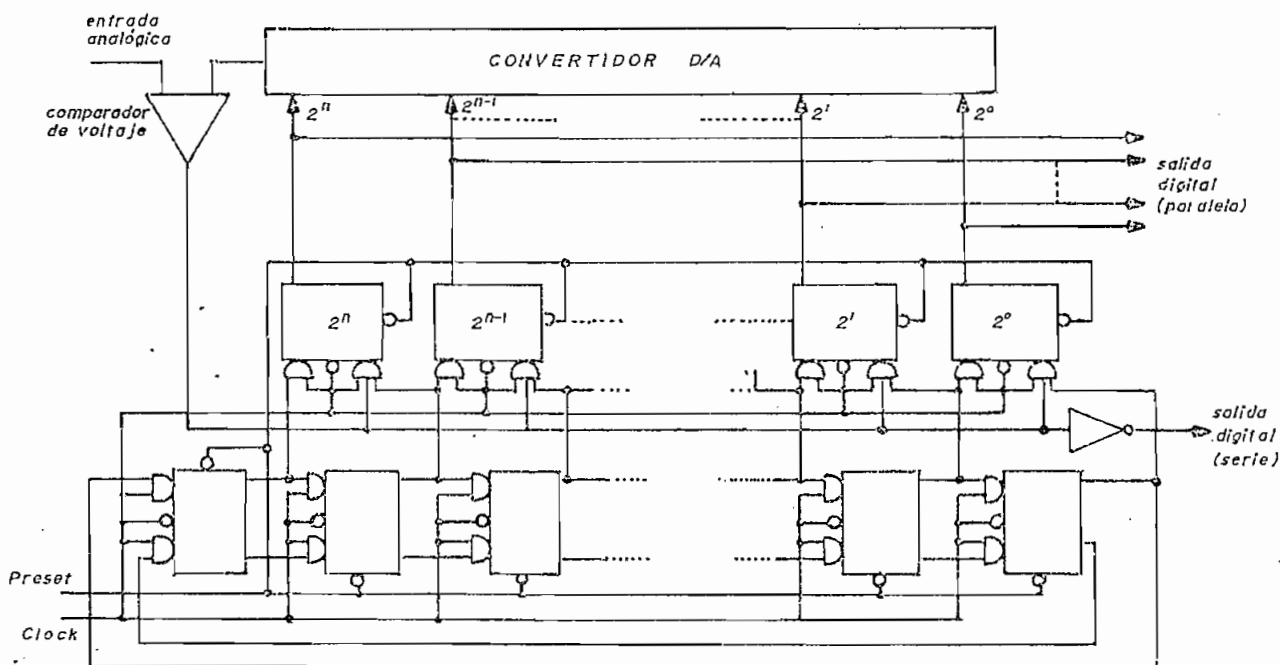 entrada
analógica
CONVERTIDOR D/A
comparador
de voltaje
2ⁿ
2ⁿ⁻¹
2¹
2⁰
salida
digital
(paralela)
2ⁿ
2ⁿ⁻¹
2¹
2⁰
salida
digital
(serie)
Preset
Clock